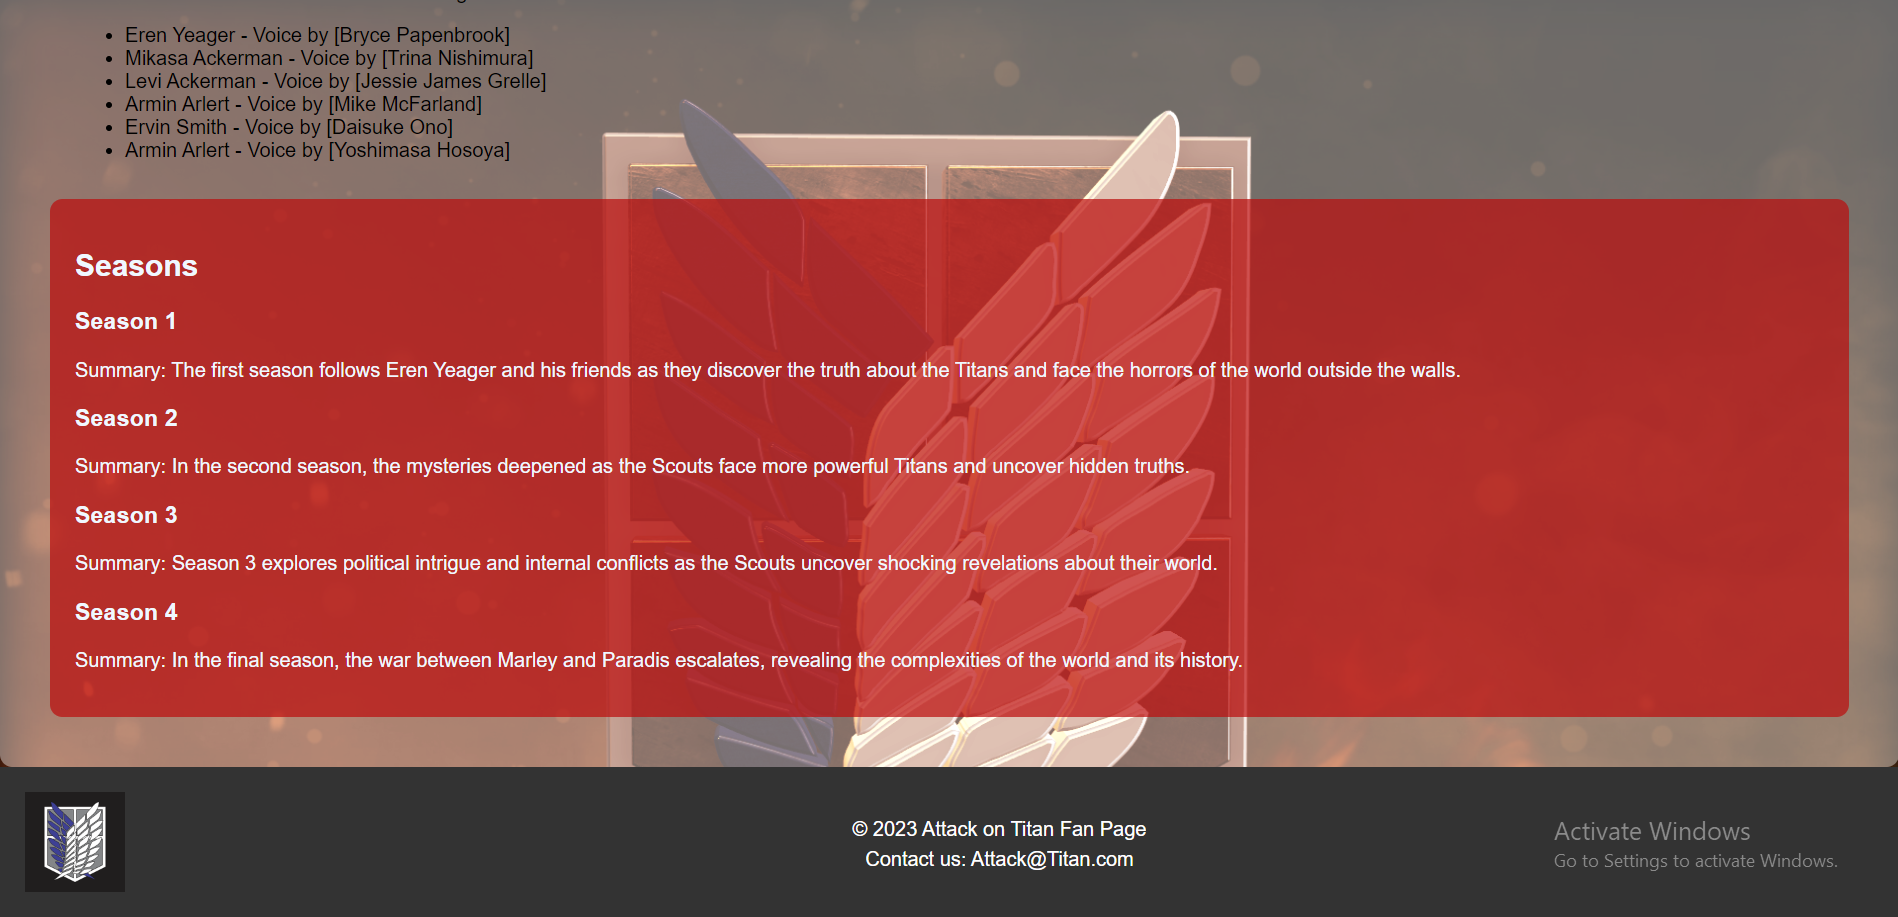 Eren Yeager - Voice by [Bryce Papenbrook]
Mikasa Ackerman - Voice by [Trina Nishimura]
Levi Ackerman - Voice by [Jessie James Grelle]
Armin Arlert - Voice by [Mike McFarland]
Ervin Smith - Voice by [Daisuke Ono]
Armin Arlert - Voice by [Yoshimasa Hosoya]
Seasons
Season 1
Summary: The first season follows Eren Yeager and his friends as they discover the truth about the Titans and face the horrors of the world outside the walls.
Season 2
Summary: In the second season, the mysteries deepened as the Scouts face more powerful Titans and uncover hidden truths.
Season 3
Summary: Season 3 explores political intrigue and internal conflicts as the Scouts uncover shocking revelations about their world.
Season 4
Summary: In the final season, the war between Marley and Paradis escalates, revealing the complexities of the world and its history.
© 2023 Attack on Titan Fan Page
Contact us: Attack@Titan.com
Activate Windows
Go to Settings to activate Windows.